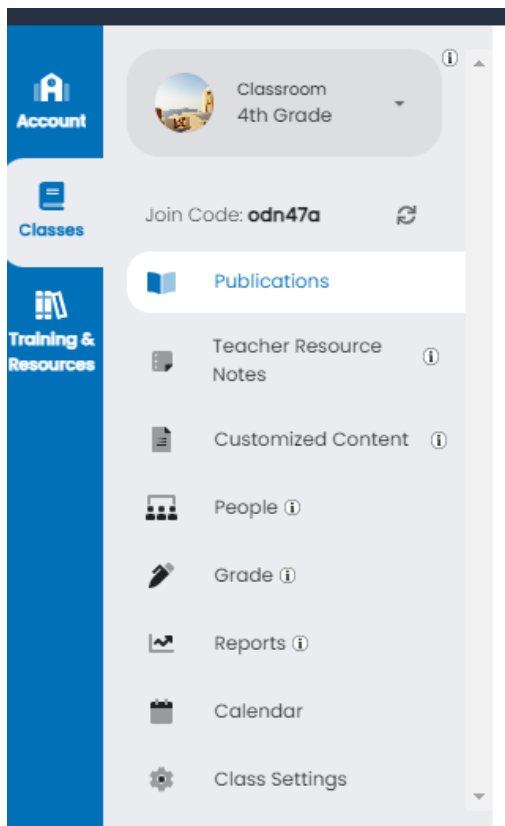 Account
Classes
Training &
Resources
Classroom
4th Grade
Join Code: odn47a
Publications
Teacher Resource
Notes
Customized Content
People
Grade
Reports
Calendar
Class Settings